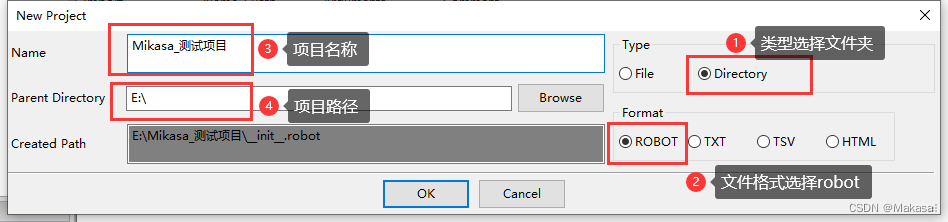 New Project
Name
Mikasa_测试项目
3 项目名称
Type
1 类型选择文件夹
File
Directory
Parent Directory
E:\
4 项目路径
Browse
Created Path
E:\Mikasa_测试项目\__init__.robot
Format
ROBOT
TXT
TSV
HTML
2 文件格式选择robot
OK
Cancel
CSDN @Makasa